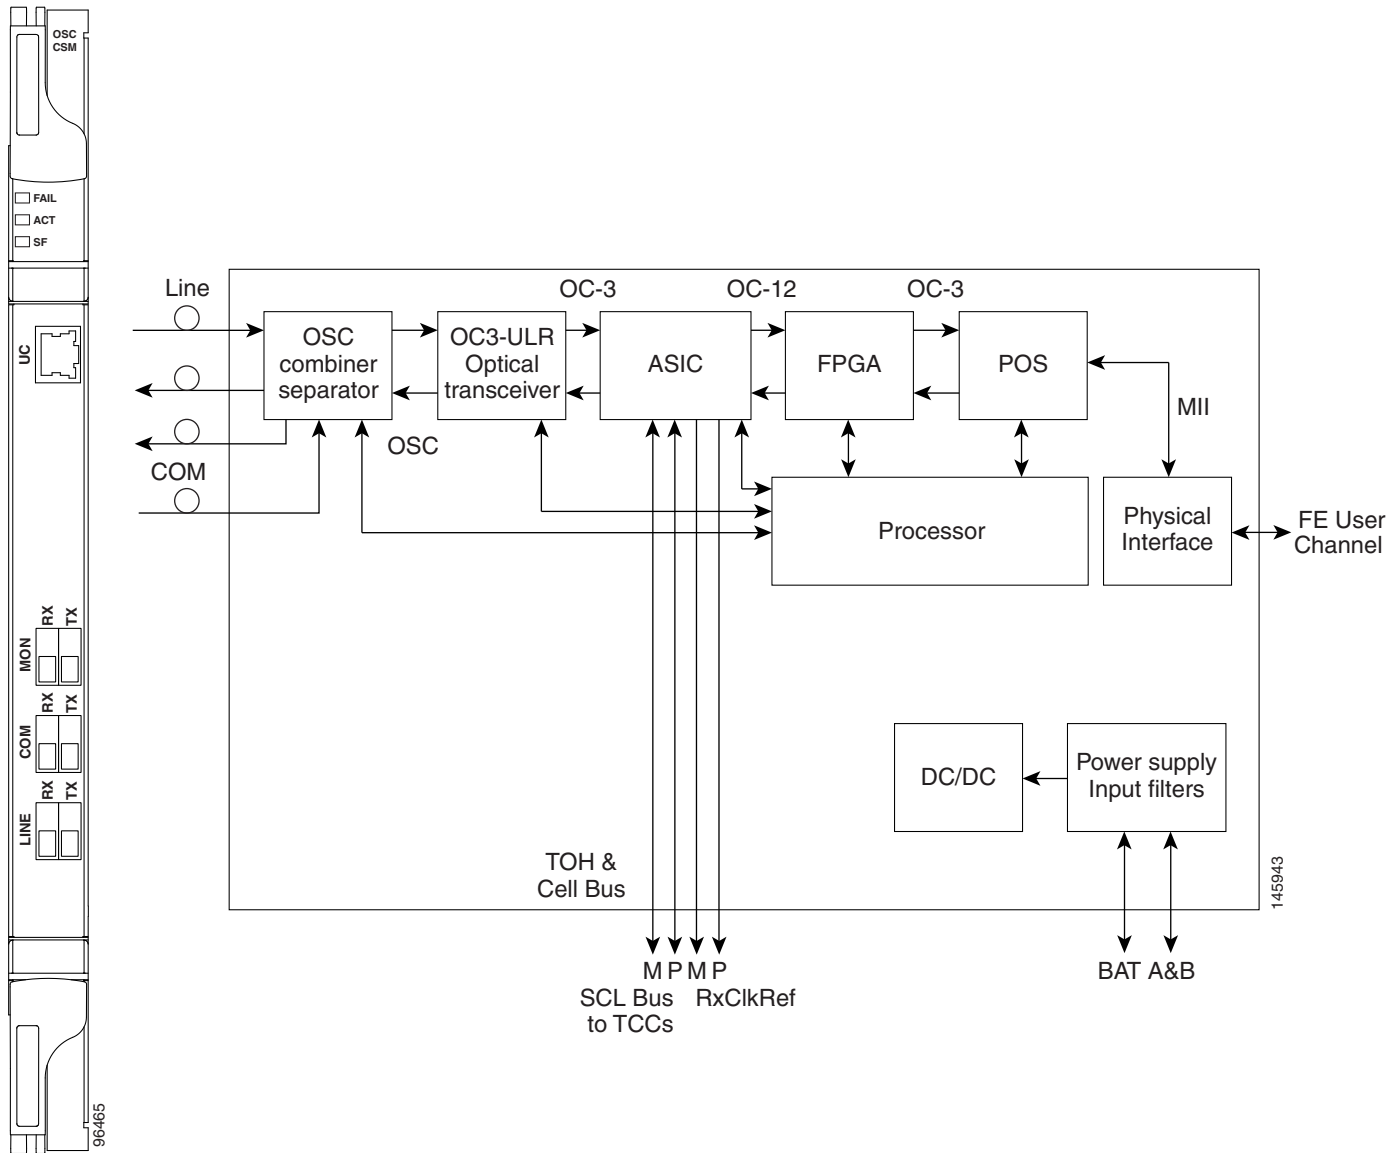 OSC
CSM
FAIL
ACT
SF
UC
RX
TX
MON
RX
TX
COM
RX
TX
LINE
96465
Line
COM
OC-3
OC-12
OC-3
OSC
combiner
separator
OC3-ULR
Optical
transceiver
ASIC
FPGA
POS
OSC
MII
Processor
Physical
Interface
FE User
Channel
DC/DC
Power supply
Input filters
TOH &
Cell Bus
145943
M P M P
SCL Bus
to TCCs
RxClkRef
BAT A&B